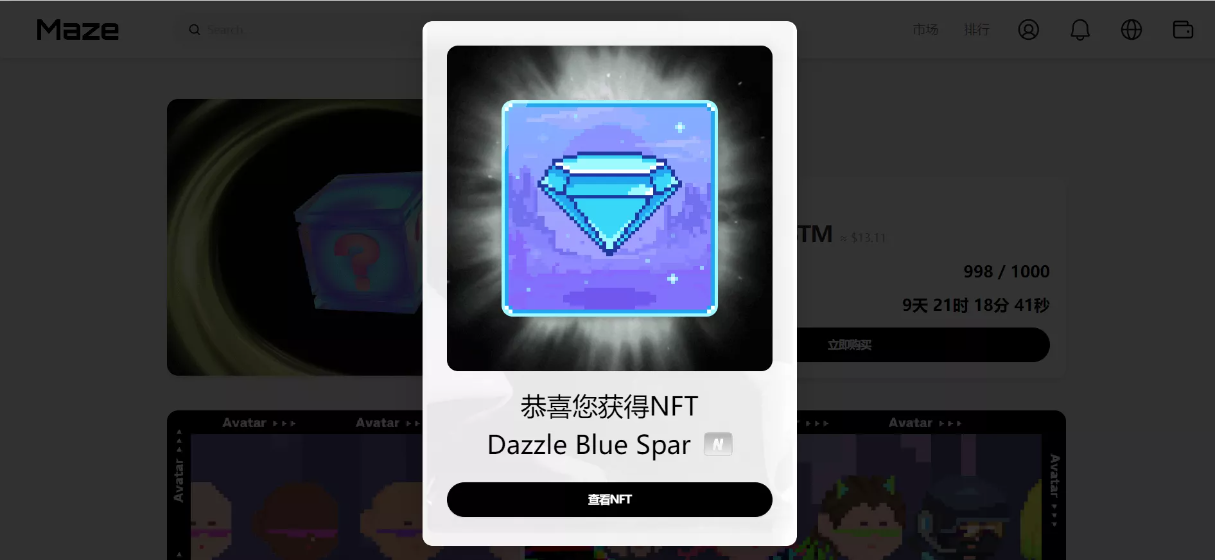 Maze
Search
市场
排行
TM ≈ $13.11
998 / 1000
9天 21时 18分 41秒
立即购买
恭喜您获得NFT
Dazzle Blue Spar N
查看NFT
Avatar
Avatar
Avatar
Avatar
Avatar